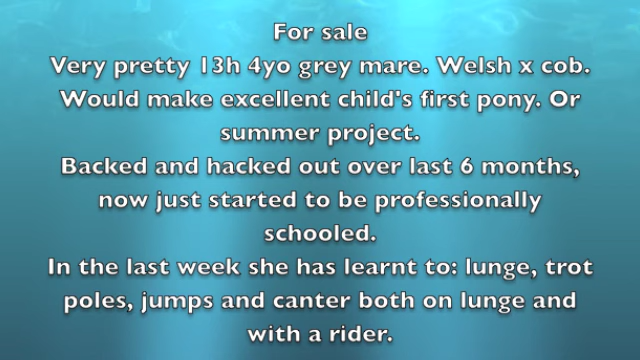 For sale
Very pretty 13h 4yo grey mare. Welsh x cob.
Would make excellent child's first pony. Or
summer project.
Backed and hacked out over last 6 months,
now just started to be professionally
schooled.
In the last week she has learnt to: lunge, trot
poles, jumps and canter both on lunge and
with a rider.